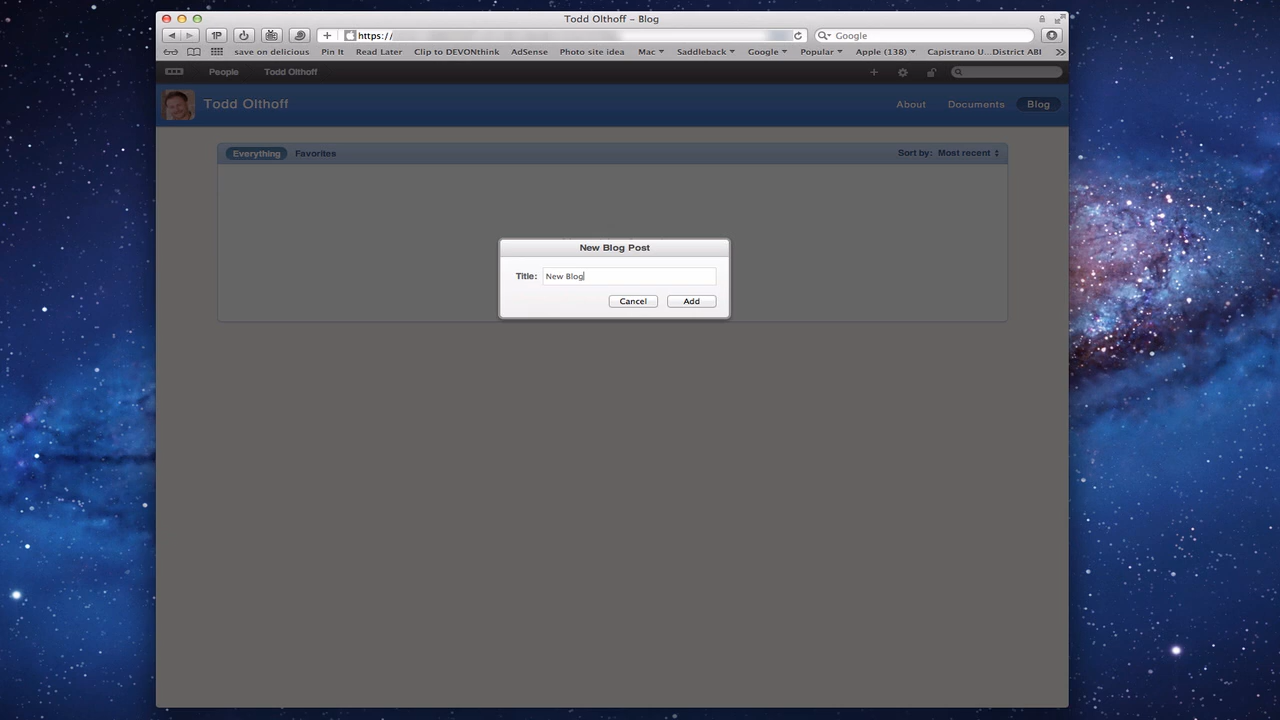 Todd Olthoff – Blog
1P
https://
Google
save on delicious Pin It Read Later Clip to DEVONthink AdSense Photo site idea Mac Saddleback Google Popular Apple (138) Capistrano U...District ABI
People Todd Olthoff
Todd Olthoff
About Documents Blog
Everything Favorites
Sort by: Most recent
New Blog Post
Title: New Blog
Cancel Add